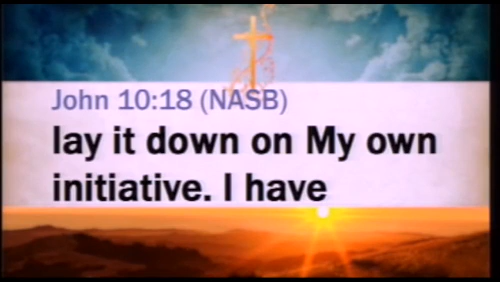 John 10:18 (NASB)
lay it down on My own
initiative. I have